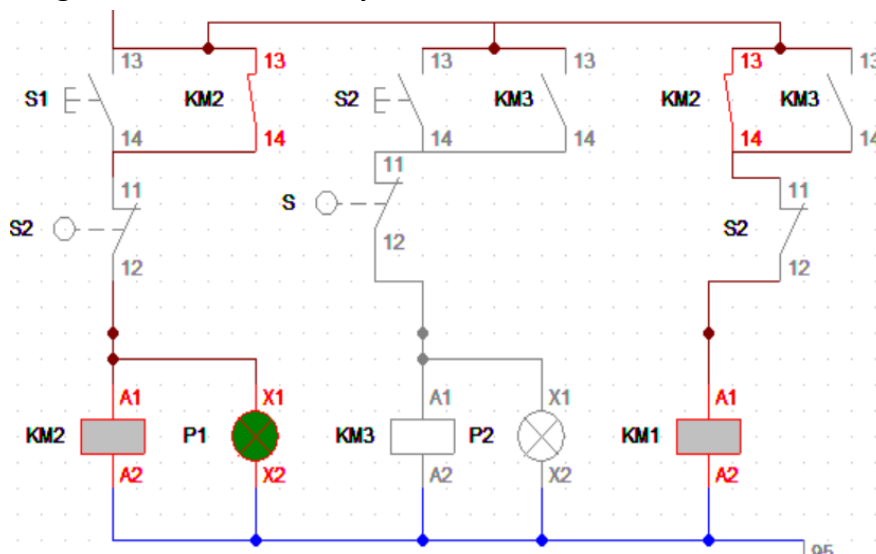 13 13 13 13 13 13
S1 KM2 S2 KM3 KM2 KM3
14 14 14 14 14 14
11 11 11
S2 S S2
12 12 12
A1 X1 A1 X1 A1
KM2 P1 KM3 P2 KM1
A2 X2 A2 X2 A2